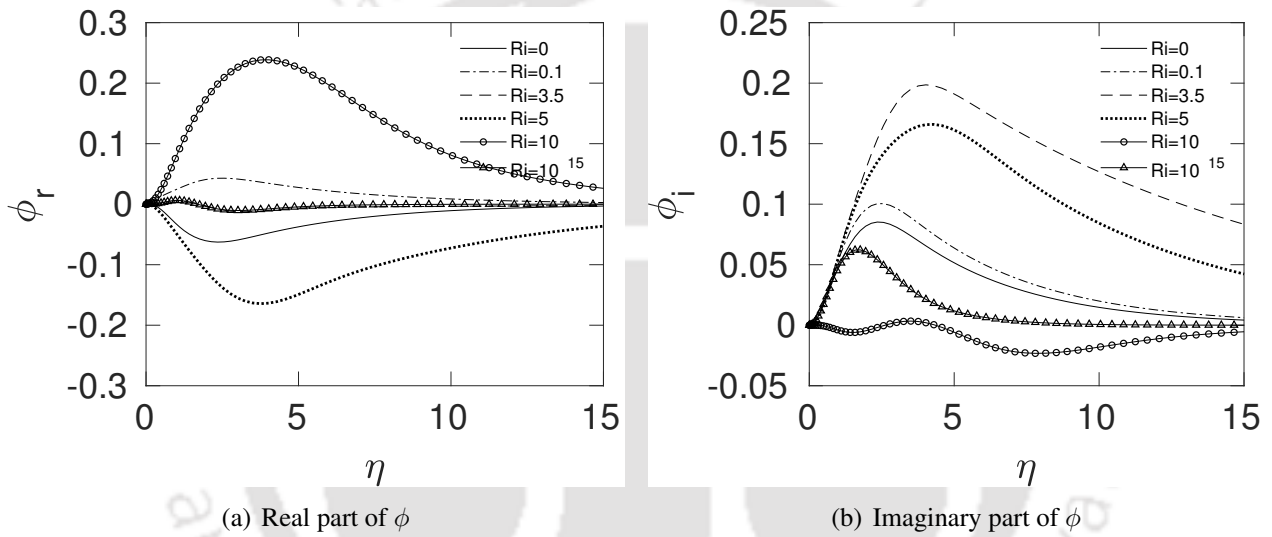 0.3
0.2
0.1
0
-0.1
-0.2
-0.3
ϕr
Ri=0
Ri=0.1
Ri=3.5
Ri=5
Ri=10
Ri=10 15
0 5 10 15
η
(a) Real part of ϕ
0.25
0.2
0.15
0.1
0.05
0
-0.05
ϕi
Ri=0
Ri=0.1
Ri=3.5
Ri=5
Ri=10
Ri=10 15
0 5 10 15
η
(b) Imaginary part of ϕ